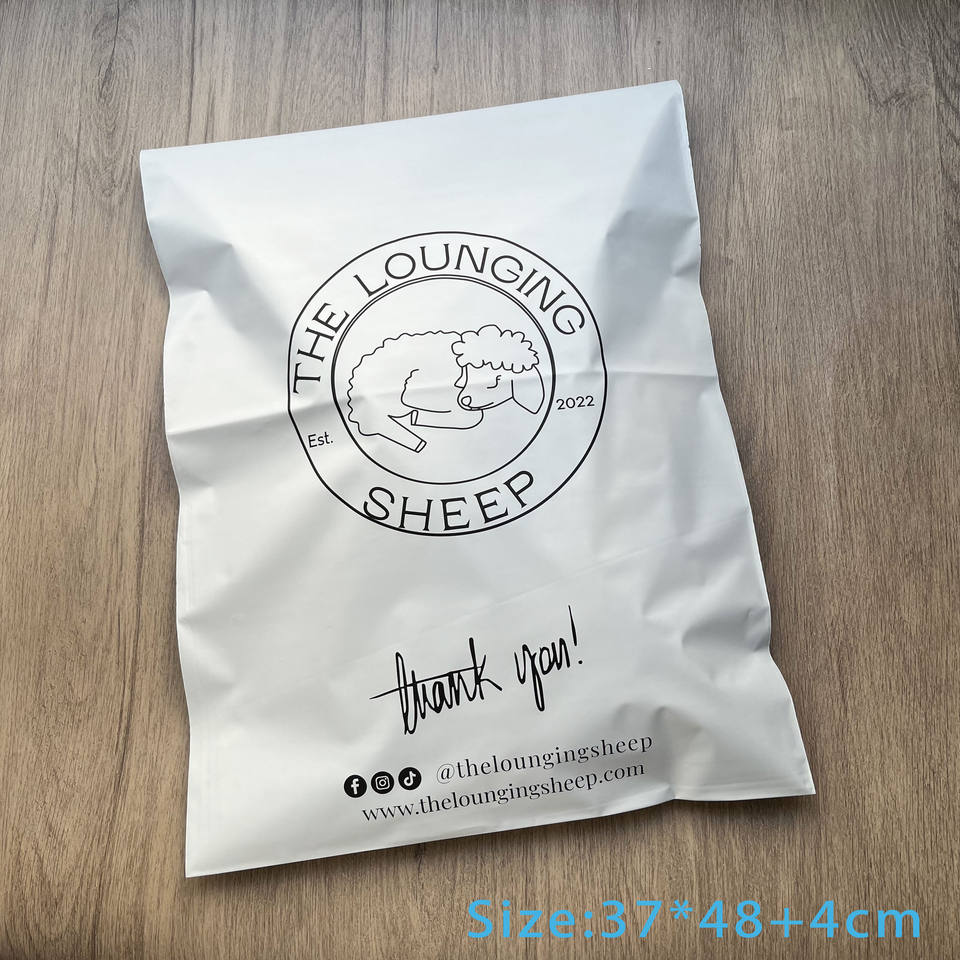 THE LOUNGING
Est.
2022
SHEEP
thank you!
@theloungingsheep
www.theloungingsheep.com
Size:37*48+4cm